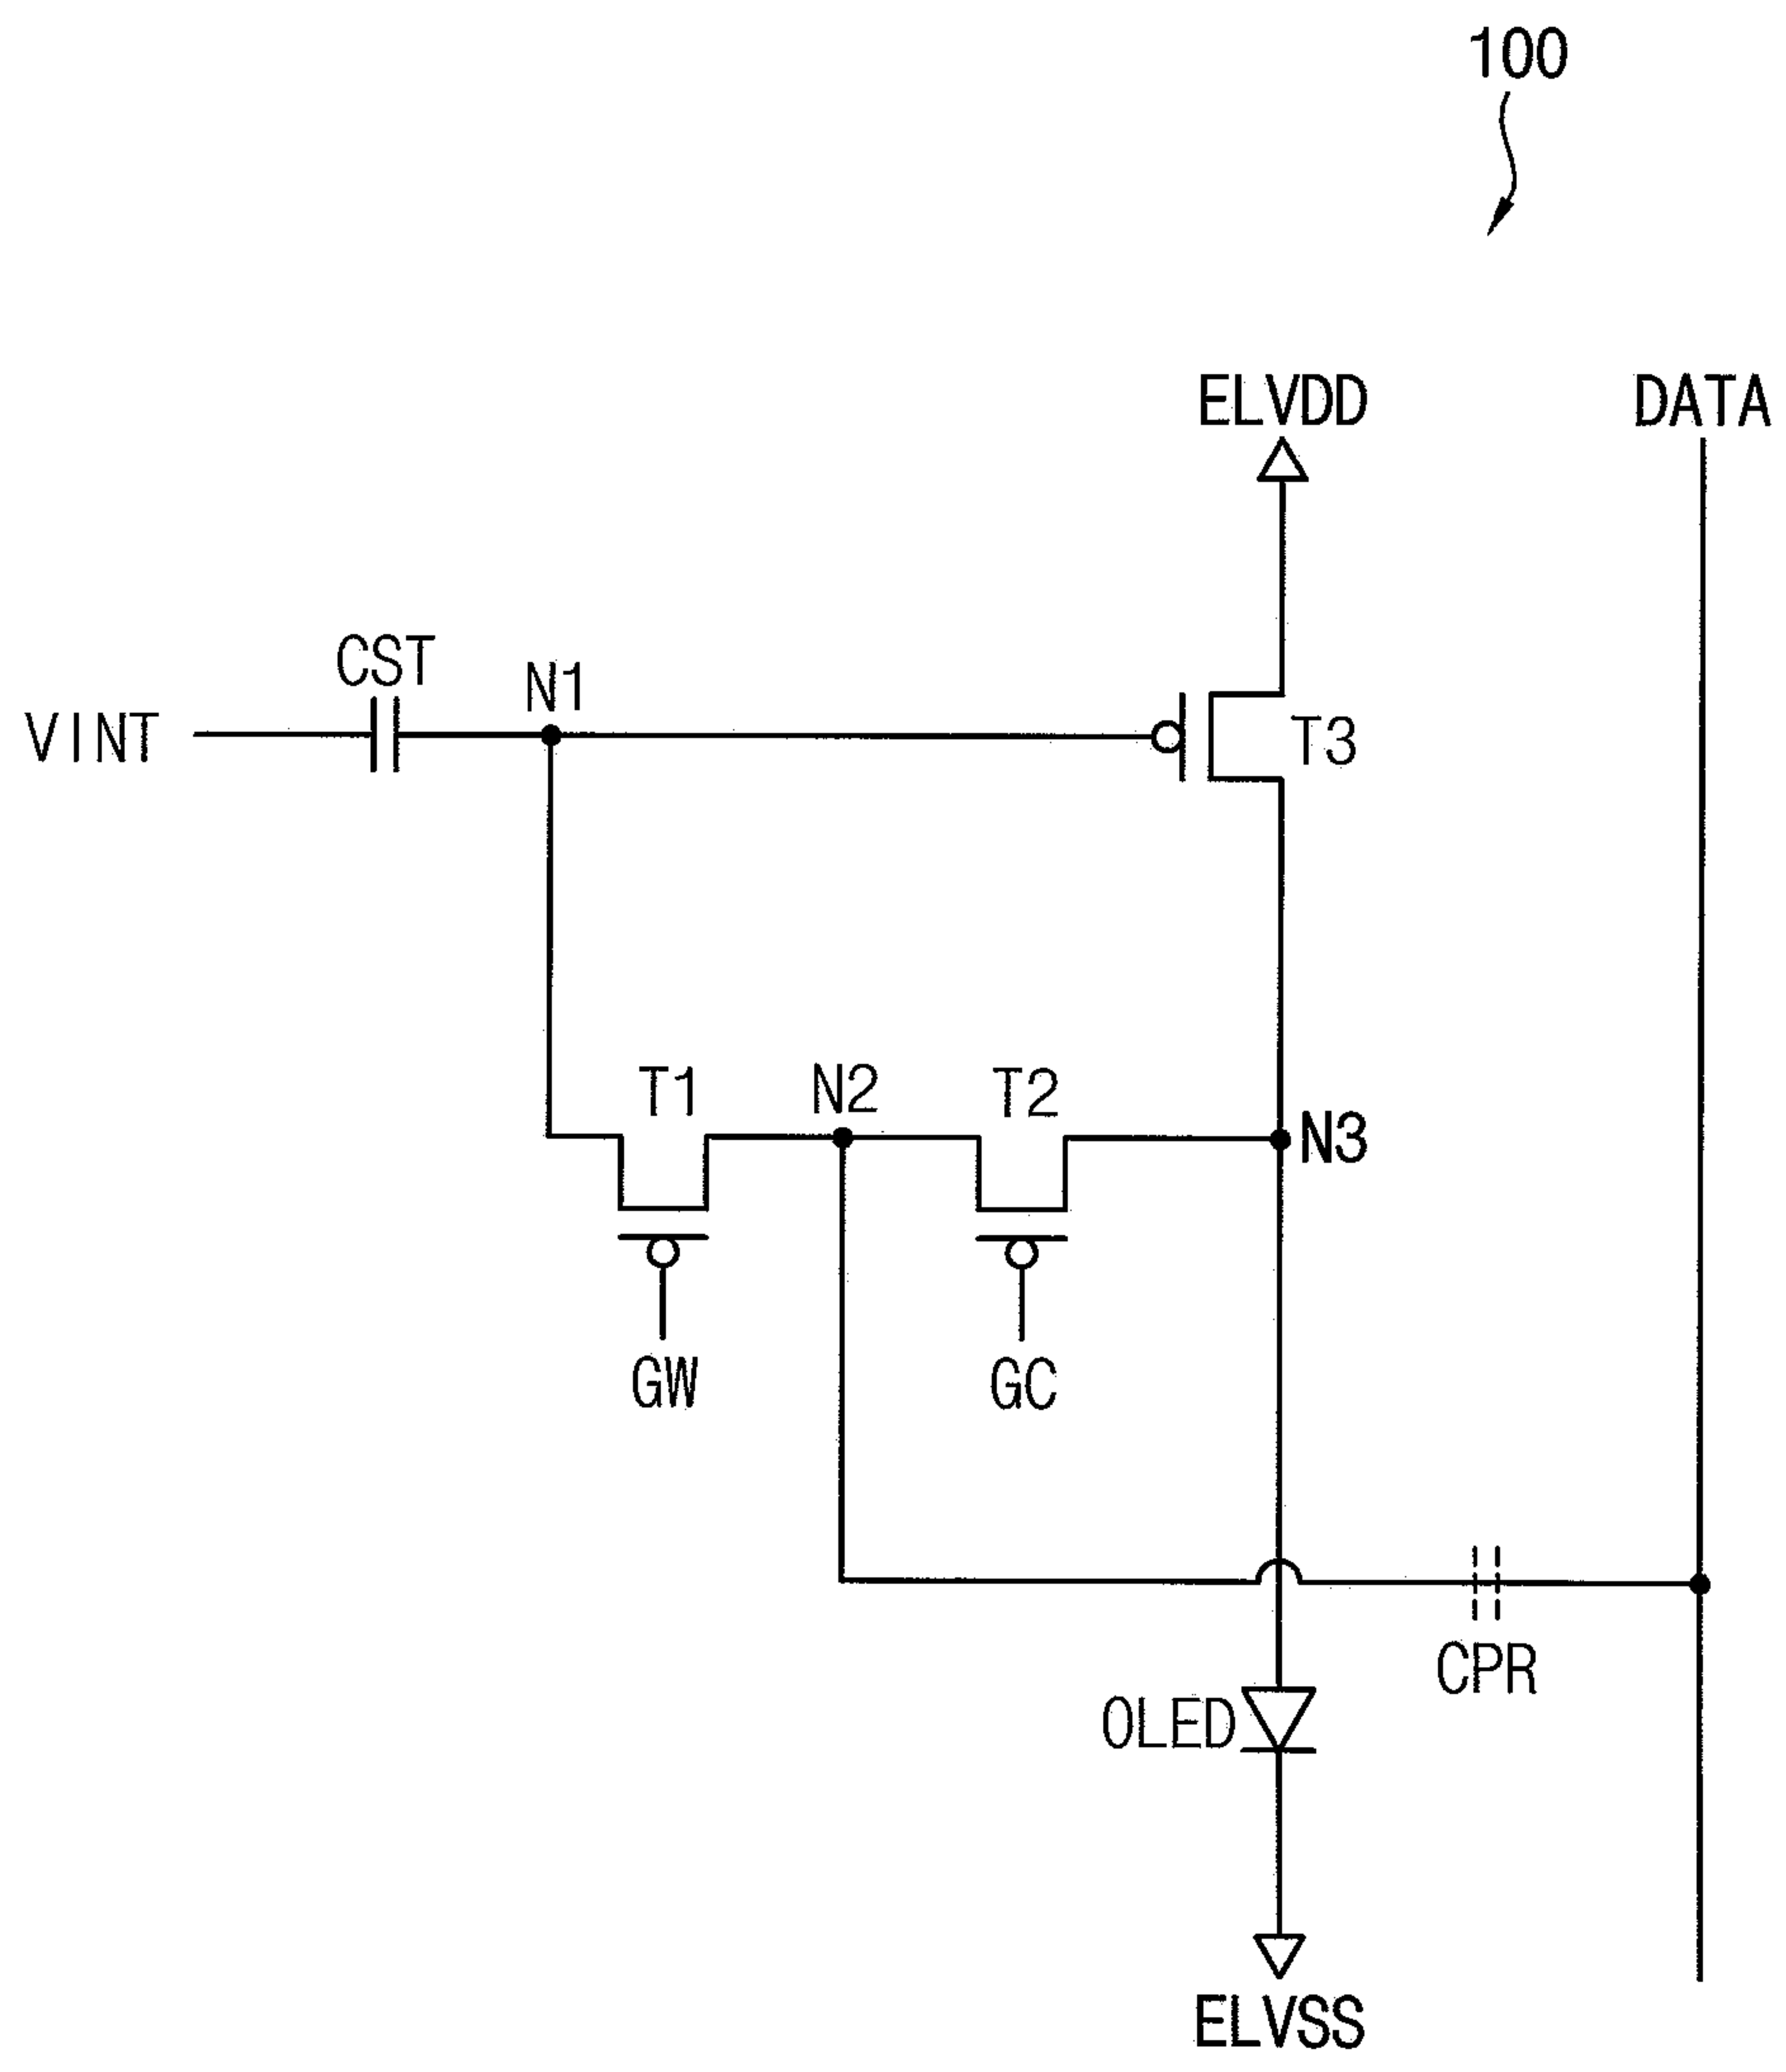 100
ELVDD
DATA
CST
N1
VINT
T3
T1
N2
T2
N3
GW
GC
CPR
OLED
ELVSS